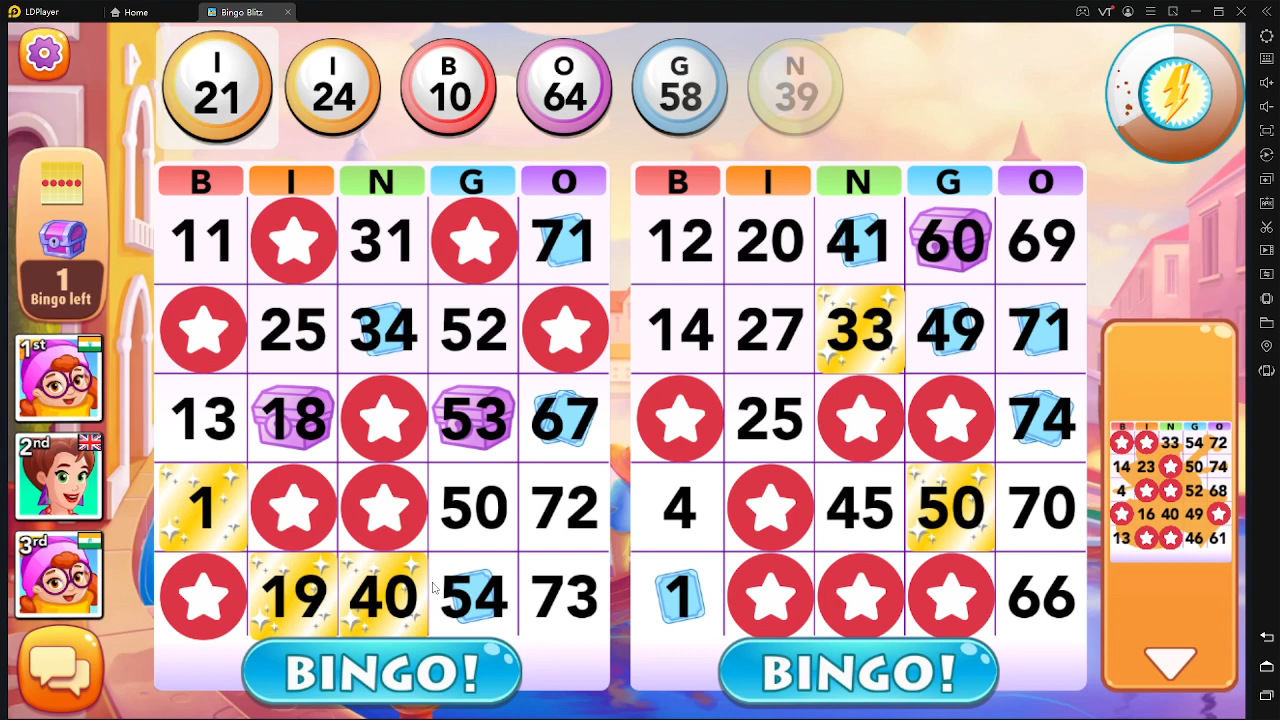 LDPlayer
Home
Bingo Blitz
VT
I
21
I
24
B
10
O
64
G
58
N
39
1
Bingo left
1st
2nd
3rd
B I N G O
11 31 71
25 34 52
13 18 53 67
1 50 72
19 40 54 73
BINGO!
B I N G O
12 20 41 60 69
14 27 33 49 71
25 74
4 45 50 70
1 66
BINGO!
B I N G O
33 54 72
14 23 50 74
4 52 68
16 40 49
13 46 61